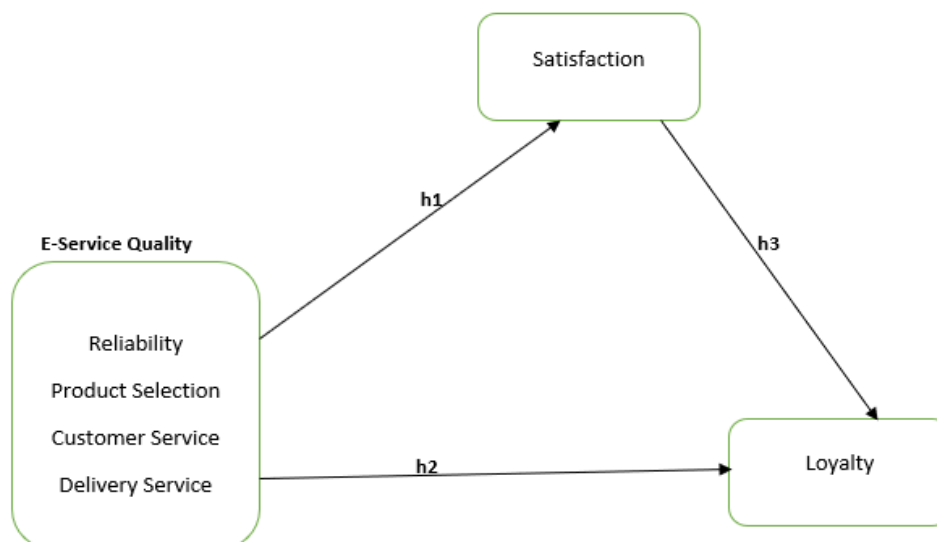 Satisfaction
h1
h3
E-Service Quality
Reliability
Product Selection
Customer Service
Delivery Service
h2
Loyalty